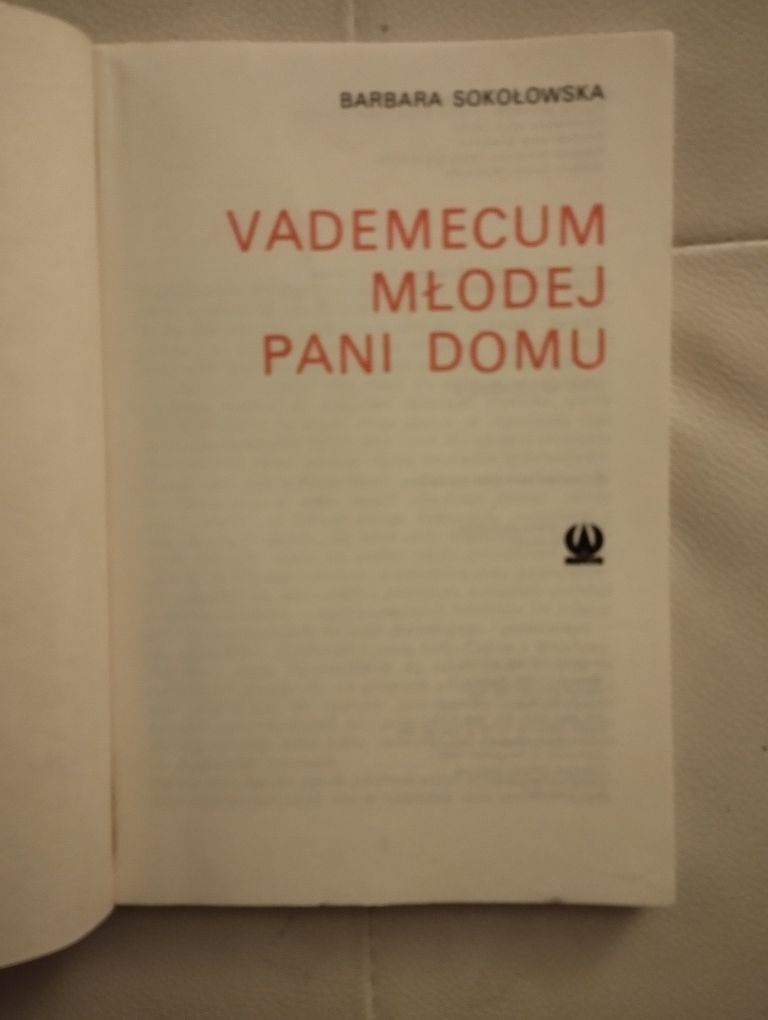 BARBARA SOKOŁOWSKA
VADEMECUM
MŁODEJ
PANI DOMU